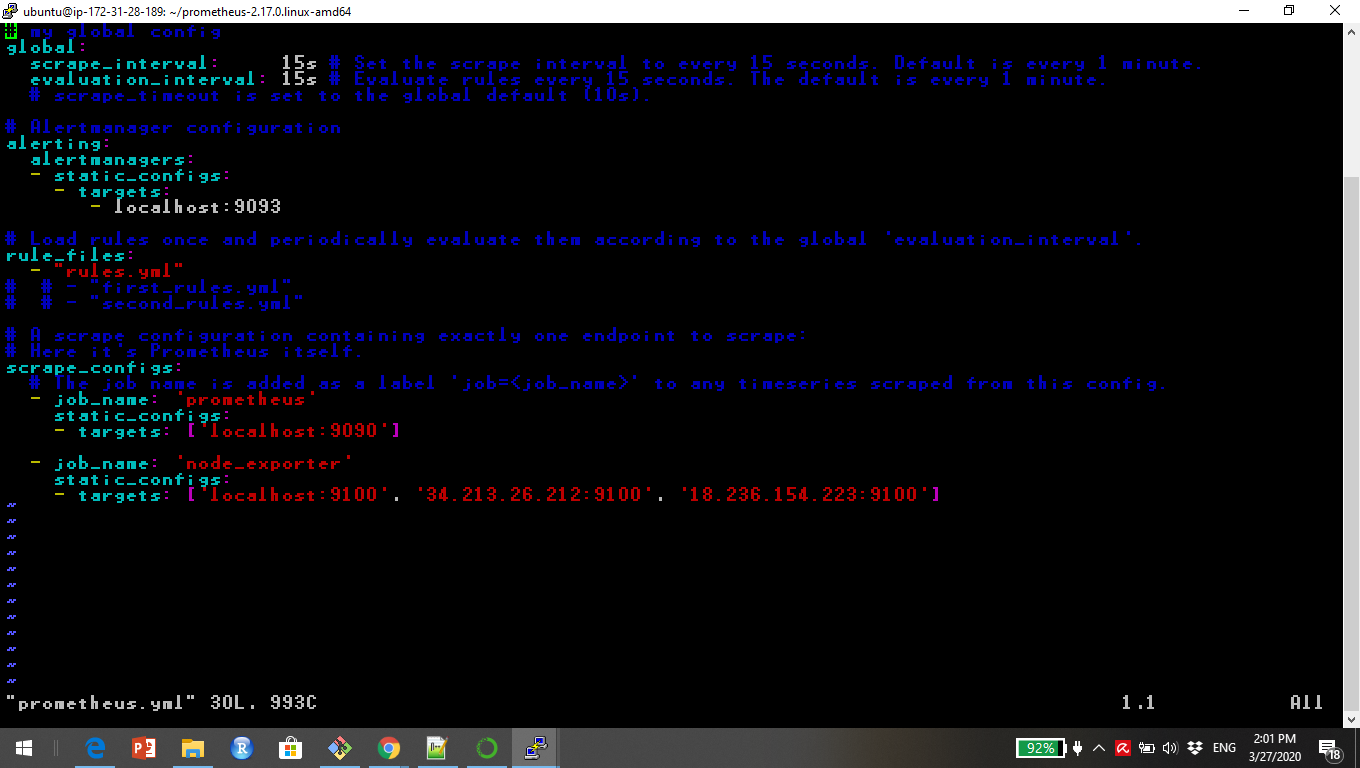 ubuntu@ip-172-31-28-189: ~/prometheus-2.17.0.linux-amd64
# my global config
global:
  scrape_interval:     15s # Set the scrape interval to every 15 seconds. Default is every 1 minute.
  evaluation_interval: 15s # Evaluate rules every 15 seconds. The default is every 1 minute.
  # scrape_timeout is set to the global default (10s).
# Alertmanager configuration
alerting:
  alertmanagers:
  - static_configs:
    - targets:
       - localhost:9093
# Load rules once and periodically evaluate them according to the global 'evaluation_interval'.
rule_files:
  - "rules.yml"
#  # - "first_rules.yml"
#  # - "second_rules.yml"
# A scrape configuration containing exactly one endpoint to scrape:
# Here it's Prometheus itself.
scrape_configs:
  # The job name is added as a label `job=<job_name>` to any timeseries scraped from this config.
  - job_name: 'prometheus'
    static_configs:
    - targets: ['localhost:9090']
  - job_name: 'node_exporter'
    static_configs:
    - targets: ['localhost:9100', '34.213.26.212:9100', '18.236.154.223:9100']
~
~
~
~
~
~
~
~
~
~
~
~
"prometheus.yml" 30L, 993C 1,1 All
92% ENG 2:01 PM
3/27/2020
18